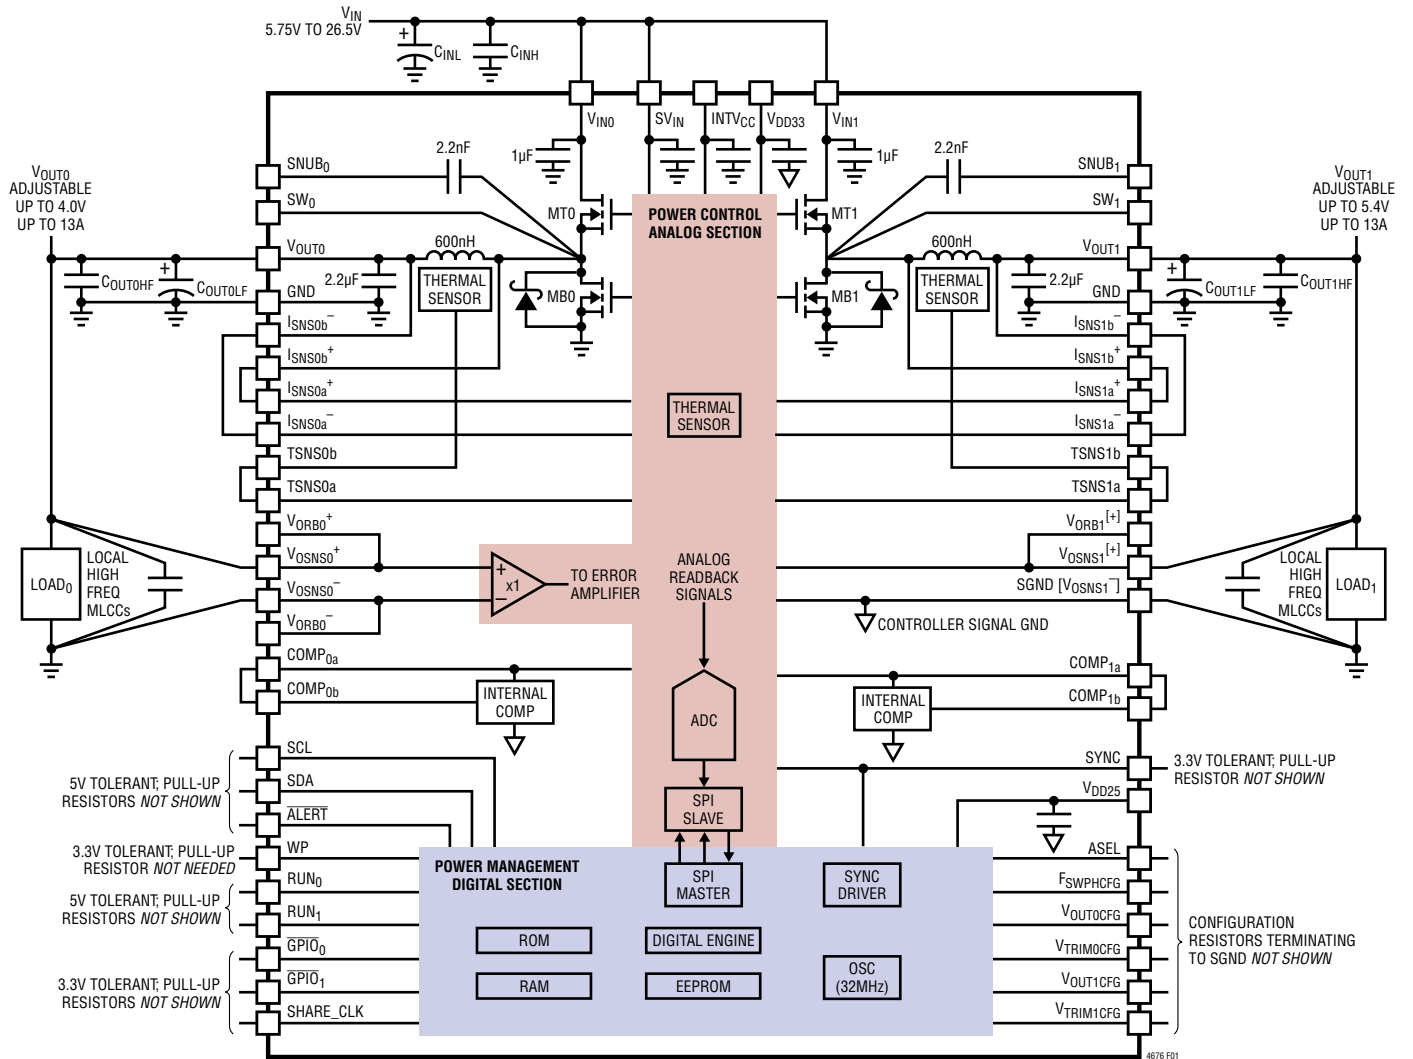 VIN
5.75V TO 26.5V
+
CINL
CINH
VIN0
SVIN
INTVCC
VDD33
VIN1
1µF
1µF
2.2nF
2.2nF
SNUB0
SNUB1
VOUT0
ADJUSTABLE
UP TO 4.0V
UP TO 13A
VOUT1
ADJUSTABLE
UP TO 5.4V
UP TO 13A
SW0
SW1
MT0
POWER CONTROL
ANALOG SECTION
MT1
VOUT0
600nH
600nH
VOUT1
COUT0HF
+
COUT0LF
2.2µF
THERMAL
SENSOR
MB0
MB1
THERMAL
SENSOR
2.2µF
+
COUT1LF
COUT1HF
GND
GND
ISNS0b–
ISNS1b–
ISNS0b+
ISNS1b+
ISNS0a+
ISNS1a+
THERMAL
SENSOR
ISNS0a–
ISNS1a–
TSNS0b
TSNS1b
TSNS0a
TSNS1a
VORB0+
VORB1[+]
VOSNS0+
VOSNS1[+]
VOSNS0–
SGND [VOSNS1–]
VORB0–
LOAD0
LOCAL
HIGH
FREQ
MLCCs
+
–
x1
TO ERROR
AMPLIFIER
ANALOG
READBACK
SIGNALS
CONTROLLER SIGNAL GND
LOCAL
HIGH
FREQ
MLCCs
LOAD1
COMP0a
COMP1a
COMP0b
COMP1b
INTERNAL
COMP
ADC
INTERNAL
COMP
SCL
SDA
ALERT
5V TOLERANT; PULL-UP
RESISTORS NOT SHOWN
SYNC
3.3V TOLERANT; PULL-UP
RESISTOR NOT SHOWN
VDD25
SPI
SLAVE
WP
3.3V TOLERANT; PULL-UP
RESISTOR NOT NEEDED
RUN0
RUN1
5V TOLERANT; PULL-UP
RESISTORS NOT SHOWN
GPIO0
GPIO1
SHARE_CLK
3.3V TOLERANT; PULL-UP
RESISTORS NOT SHOWN
POWER MANAGEMENT
DIGITAL SECTION
SPI
MASTER
SYNC
DRIVER
ROM
DIGITAL ENGINE
RAM
EEPROM
OSC
(32MHz)
ASEL
FSWPHCFG
VOUT0CFG
VTRIM0CFG
VOUT1CFG
VTRIM1CFG
CONFIGURATION
RESISTORS TERMINATING
TO SGND NOT SHOWN
4676 F01